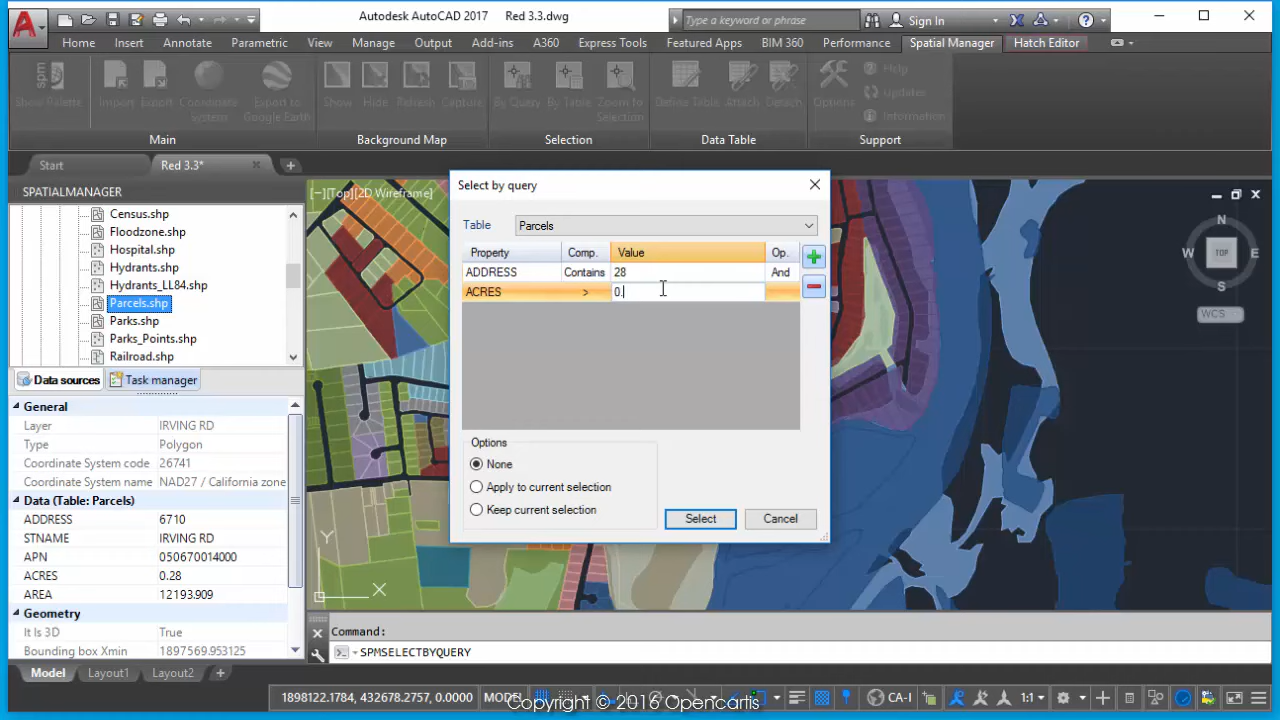 Autodesk AutoCAD 2017 Red 3.3.dwg
Type a keyword or phrase
Sign In
Home Insert Annotate Parametric View Manage Output Add-ins A360 Express Tools Featured Apps BIM 360 Performance Spatial Manager Hatch Editor
spm
Show Palette Import Export Coordinate System Export to Google Earth Show Hide Refresh Capture By Query By Table Zoom to Selection Define Table Attach Detach Options
Help
Updates
Information
Main Background Map Selection Data Table Support
Start Red 3.3*
SPATIALMANAGER
Census.shp
Floodzone.shp
Hospital.shp
Hydrants.shp
Hydrants_LL84.shp
Parcels.shp
Parks.shp
Parks_Points.shp
Railroad.shp
Data sources Task manager
General
Layer IRVING RD
Type Polygon
Coordinate System code 26741
Coordinate System name NAD27 / California zone
Data (Table: Parcels)
ADDRESS 6710
STNAME IRVING RD
APN 050670014000
ACRES 0.28
AREA 12193.909
Geometry
It Is 3D True
Bounding box Xmin 1897569.953125
[−][Top][2D Wireframe]
Select by query
Table Parcels
Property Comp. Value Op.
ADDRESS Contains 28 And
ACRES > 0.
Options
None
Apply to current selection
Keep current selection
Select Cancel
N
W TOP E
S
WCS
Y
X
Command:
SPMSELECTBYQUERY
Model Layout1 Layout2 +
1898122.1784, 432678.2757, 0.0000 MODEL CA-I 1:1
Copyright © 2016 Opencartis